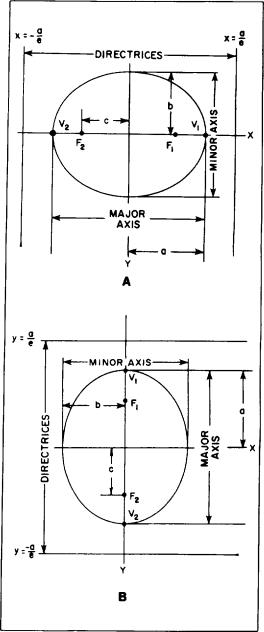 x = -a/e
x = a/e
DIRECTRICES
b
c
V₂
V₁
F₂
F₁
X
MINOR AXIS
MAJOR
AXIS
a
Y
A
y = a/e
MINOR AXIS
V₁
b
F₁
a
DIRECTRICES
MAJOR
AXIS
X
c
F₂
V₂
y = -a/e
Y
B